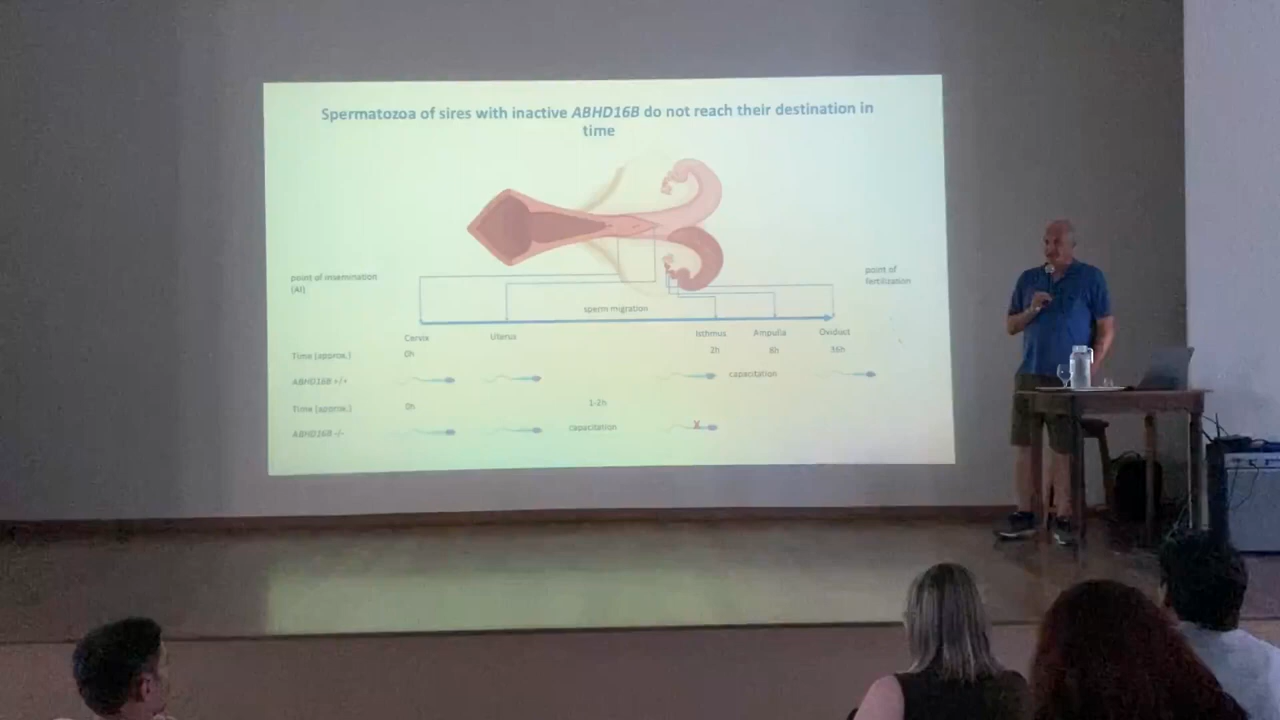 Spermatozoa of sires with inactive ABHD16B do not reach their destination in
time
point of insemination
(AI)
point of
fertilization
sperm migration
Cervix
Uterus
Isthmus
Ampulla
Oviduct
Time (approx.)
0h
2h
6h
36h
ABHD16B +/+
capacitation
Time (approx.)
0h
1-2h
ABHD16B -/-
capacitation
X